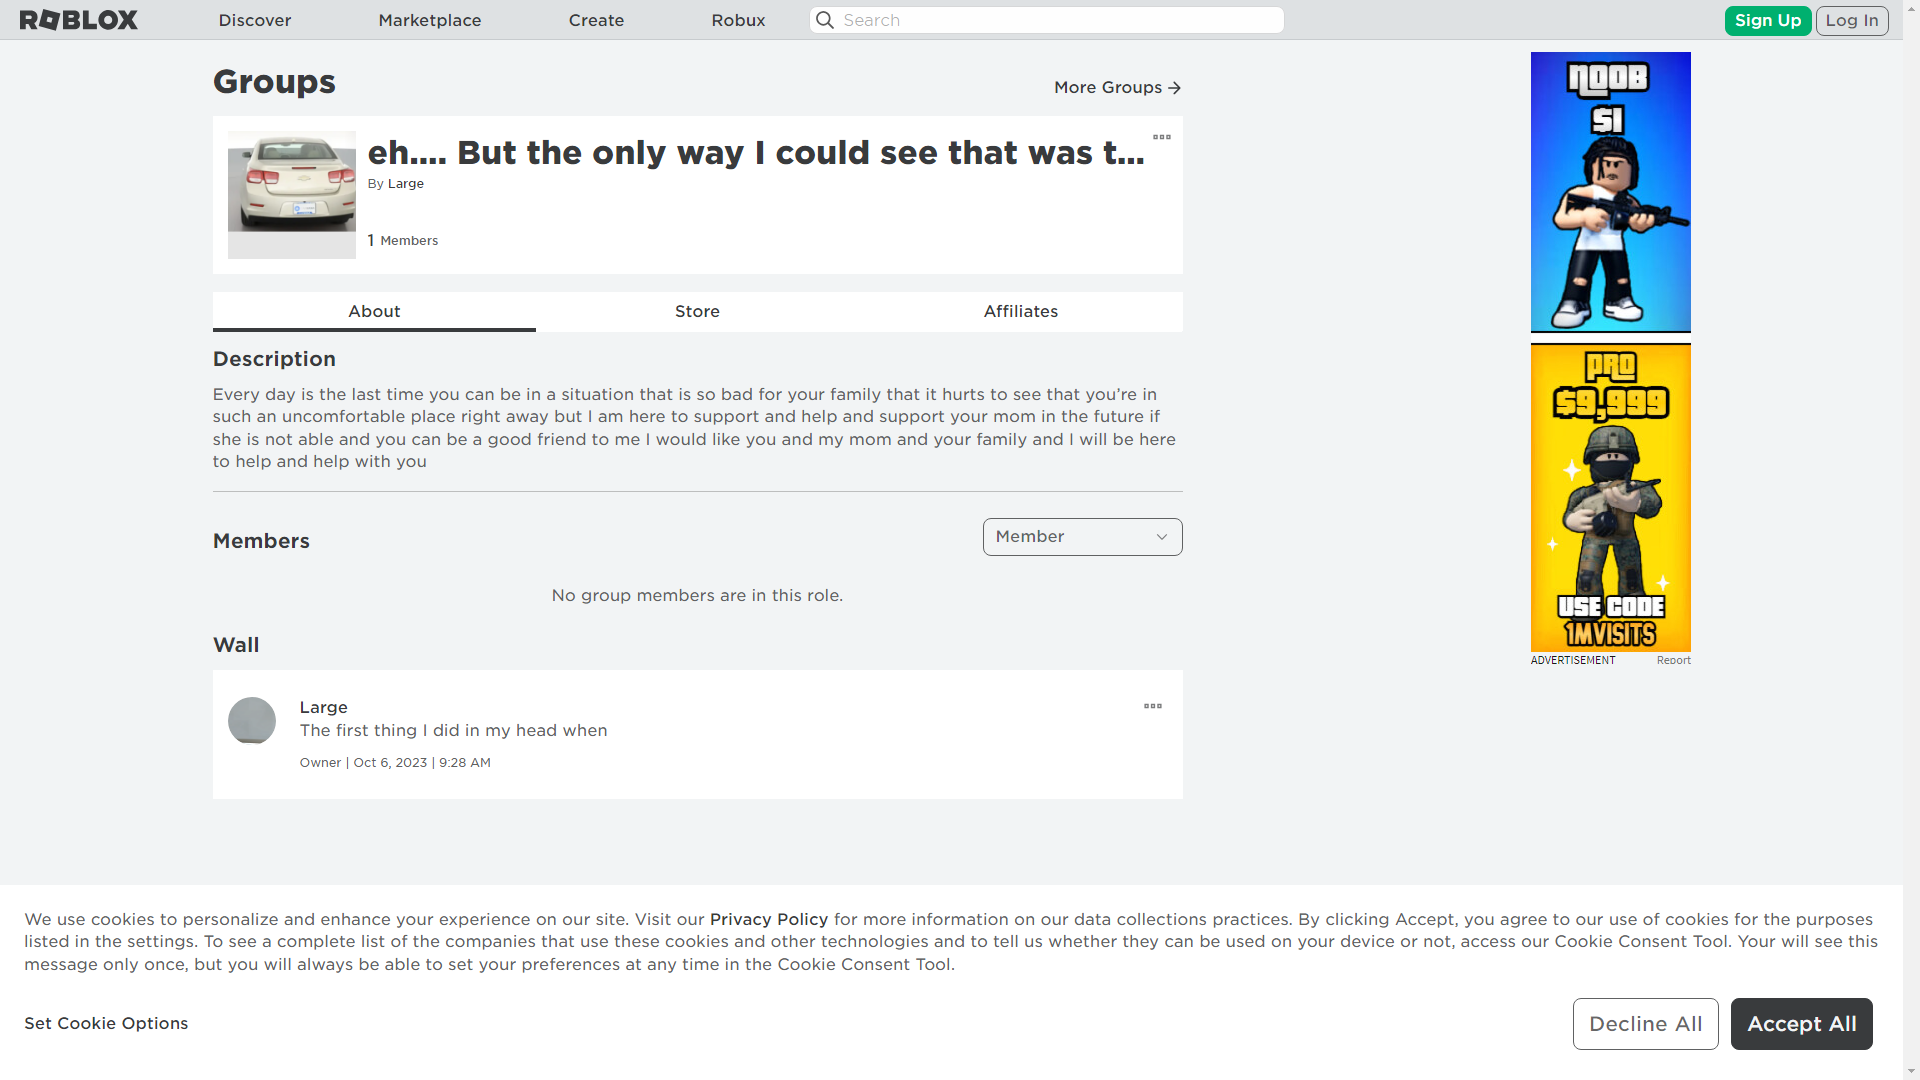 ROBLOX Discover Marketplace Create Robux Search Sign Up Log In
Groups
More Groups
eh.... But the only way I could see that was t...
By Large
1 Members
About Store Affiliates
Description
Every day is the last time you can be in a situation that is so bad for your family that it hurts to see that you’re in
such an uncomfortable place right away but I am here to support and help and support your mom in the future if
she is not able and you can be a good friend to me I would like you and my mom and your family and I will be here
to help and help with you
Members
Member
No group members are in this role.
Wall
Large
The first thing I did in my head when
Owner | Oct 6, 2023 | 9:28 AM
NOOB
$1
PRO
$9,999
USE CODE
1MVISITS
ADVERTISEMENT Report
We use cookies to personalize and enhance your experience on our site. Visit our Privacy Policy for more information on our data collections practices. By clicking Accept, you agree to our use of cookies for the purposes
listed in the settings. To see a complete list of the companies that use these cookies and other technologies and to tell us whether they can be used on your device or not, access our Cookie Consent Tool. Your will see this
message only once, but you will always be able to set your preferences at any time in the Cookie Consent Tool.
Set Cookie Options
Decline All
Accept All